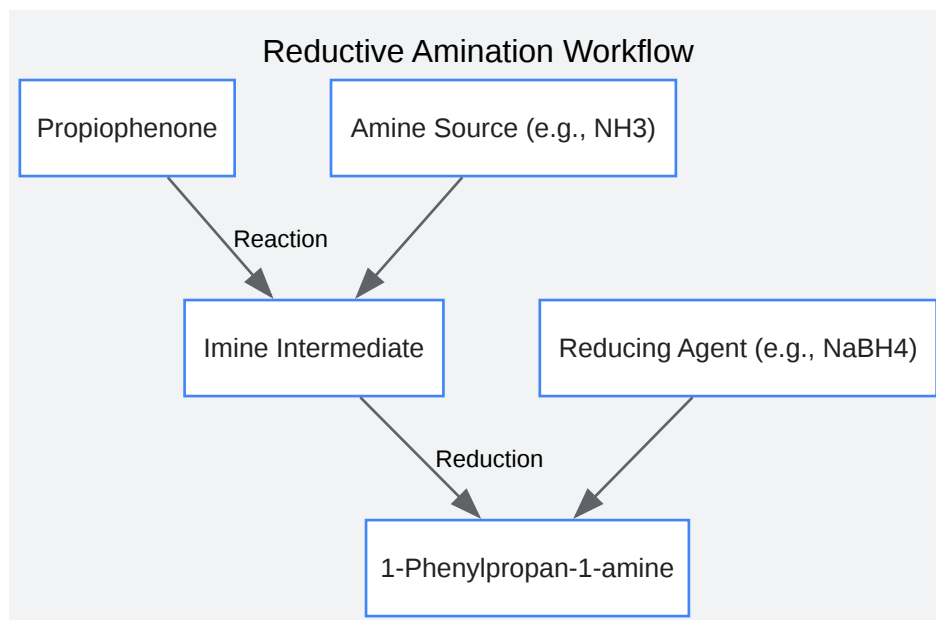 Reductive Amination Workflow
Propiophenone
Amine Source (e.g., NH3)
Reaction
Imine Intermediate
Reducing Agent (e.g., NaBH4)
Reduction
1-Phenylpropan-1-amine